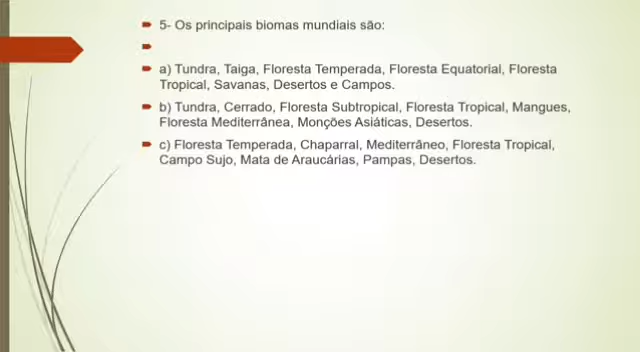 5- Os principais biomas mundiais são:
a) Tundra, Taiga, Floresta Temperada, Floresta Equatorial, Floresta
Tropical, Savanas, Desertos e Campos.
b) Tundra, Cerrado, Floresta Subtropical, Floresta Tropical, Mangues,
Floresta Mediterrânea, Monções Asiáticas, Desertos.
c) Floresta Temperada, Chaparral, Mediterrâneo, Floresta Tropical,
Campo Sujo, Mata de Araucárias, Pampas, Desertos.